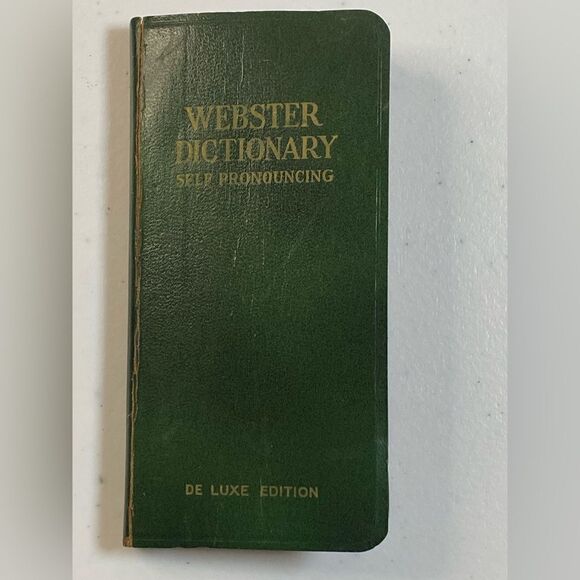 WEBSTER
DICTIONARY
SELF PRONOUNCING
DE LUXE EDITION